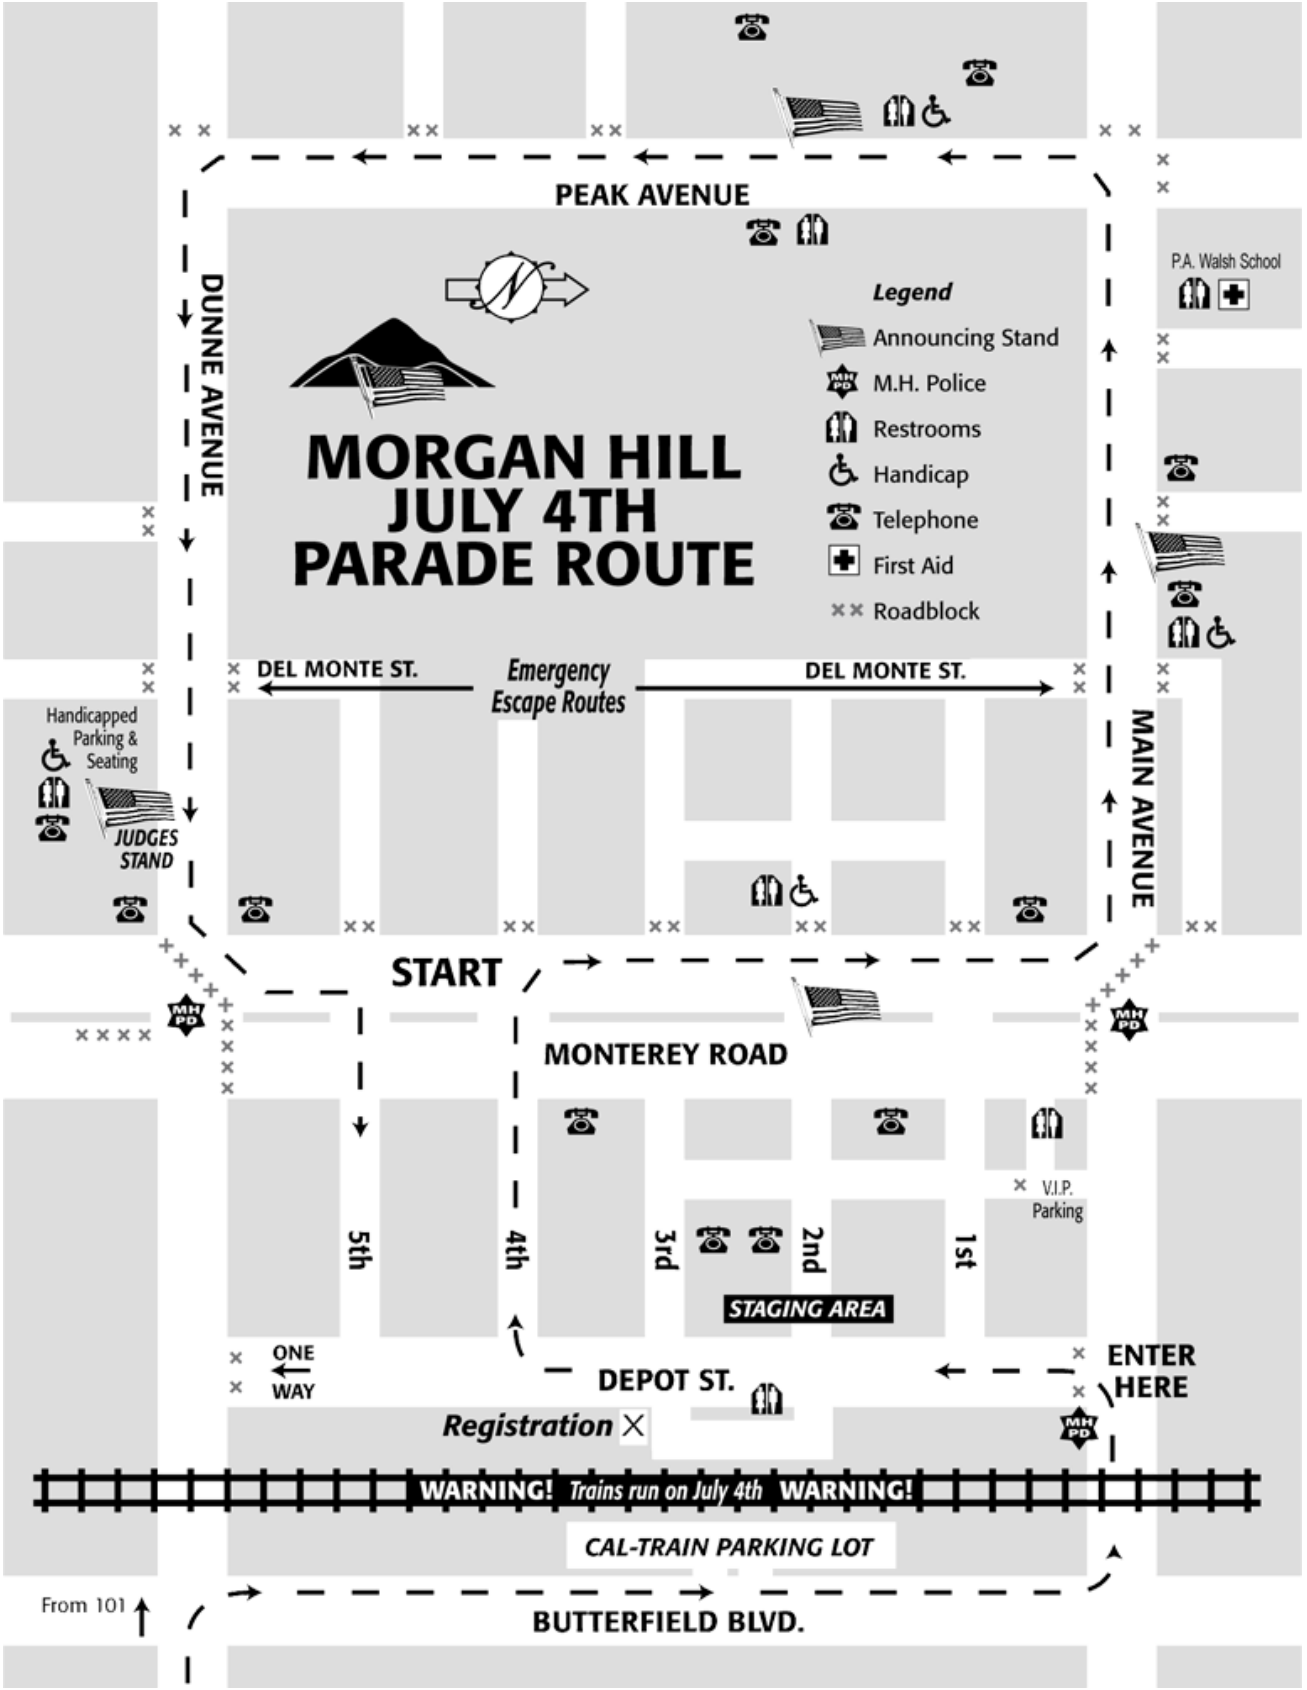 PEAK AVENUE
P.A. Walsh School
N
DUNNE AVENUE
Legend
Announcing Stand
MH
PD
M.H. Police
Restrooms
Handicap
Telephone
First Aid
×× Roadblock
MORGAN HILL
JULY 4TH
PARADE ROUTE
DEL MONTE ST.
Emergency
Escape Routes
DEL MONTE ST.
Handicapped
Parking &
Seating
JUDGES
STAND
MAIN AVENUE
START
MH
PD
MH
PD
MONTEREY ROAD
V.I.P.
Parking
5th
4th
3rd
2nd
1st
STAGING AREA
ONE
WAY
DEPOT ST.
ENTER
HERE
Registration X
MH
PD
WARNING! Trains run on July 4th WARNING!
CAL-TRAIN PARKING LOT
From 101
BUTTERFIELD BLVD.